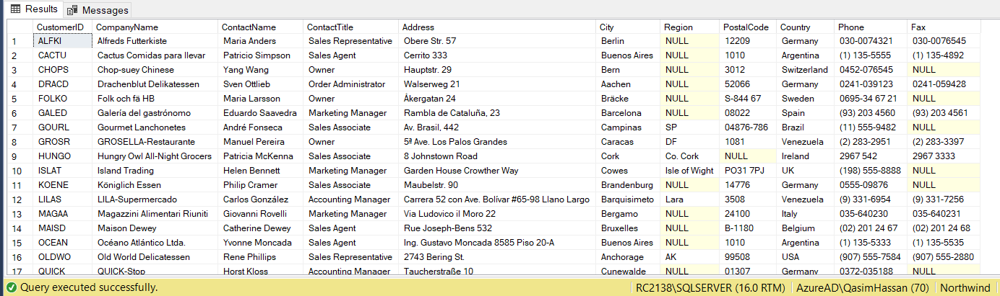 Results Messages
CustomerID CompanyName ContactName ContactTitle Address City Region PostalCode Country Phone Fax
1 ALFKI Alfreds Futterkiste Maria Anders Sales Representative Obere Str. 57 Berlin NULL 12209 Germany 030-0074321 030-0076545
2 CACTU Cactus Comidas para llevar Patricio Simpson Sales Agent Cerrito 333 Buenos Aires NULL 1010 Argentina (1) 135-5555 (1) 135-4892
3 CHOPS Chop-suey Chinese Yang Wang Owner Hauptstr. 29 Bern NULL 3012 Switzerland 0452-076545 NULL
4 DRACD Drachenblut Delikatessen Sven Ottlieb Order Administrator Walserweg 21 Aachen NULL 52066 Germany 0241-039123 0241-059428
5 FOLKO Folk och fä HB Maria Larsson Owner Åkergatan 24 Bräcke NULL S-844 67 Sweden 0695-34 67 21 NULL
6 GALED Galería del gastrónomo Eduardo Saavedra Marketing Manager Rambla de Cataluña, 23 Barcelona NULL 08022 Spain (93) 203 4560 (93) 203 4561
7 GOURL Gourmet Lanchonetes André Fonseca Sales Associate Av. Brasil, 442 Campinas SP 04876-786 Brazil (11) 555-9482 NULL
8 GROSR GROSELLA-Restaurante Manuel Pereira Owner 5ª Ave. Los Palos Grandes Caracas DF 1081 Venezuela (2) 283-2951 (2) 283-3397
9 HUNGO Hungry Owl All-Night Grocers Patricia McKenna Sales Associate 8 Johnstown Road Cork Co. Cork NULL Ireland 2967 542 2967 3333
10 ISLAT Island Trading Helen Bennett Marketing Manager Garden House Crowther Way Cowes Isle of Wight PO31 7PJ UK (198) 555-8888 NULL
11 KOENE Königlich Essen Philip Cramer Sales Associate Maubelstr. 90 Brandenburg NULL 14776 Germany 0555-09876 NULL
12 LILAS LILA-Supermercado Carlos González Accounting Manager Carrera 52 con Ave. Bolívar #65-98 Llano Largo Barquisimeto Lara 3508 Venezuela (9) 331-6954 (9) 331-7256
13 MAGAA Magazzini Alimentari Riuniti Giovanni Rovelli Marketing Manager Via Ludovico il Moro 22 Bergamo NULL 24100 Italy 035-640230 035-640231
14 MAISD Maison Dewey Catherine Dewey Sales Agent Rue Joseph-Bens 532 Bruxelles NULL B-1180 Belgium (02) 201 24 67 (02) 201 24 68
15 OCEAN Océano Atlántico Ltda. Yvonne Moncada Sales Agent Ing. Gustavo Moncada 8585 Piso 20-A Buenos Aires NULL 1010 Argentina (1) 135-5333 (1) 135-5535
16 OLDWO Old World Delicatessen Rene Phillips Sales Representative 2743 Bering St. Anchorage AK 99508 USA (907) 555-7584 (907) 555-2880
17 QUICK QUICK-Stop Horst Kloss Accounting Manager Taucherstraße 10 Cunewalde NULL 01307 Germany 0372-035188 NULL
Query executed successfully. RC2138\SQLSERVER (16.0 RTM) AzureAD\QasimHassan (70) Northwind